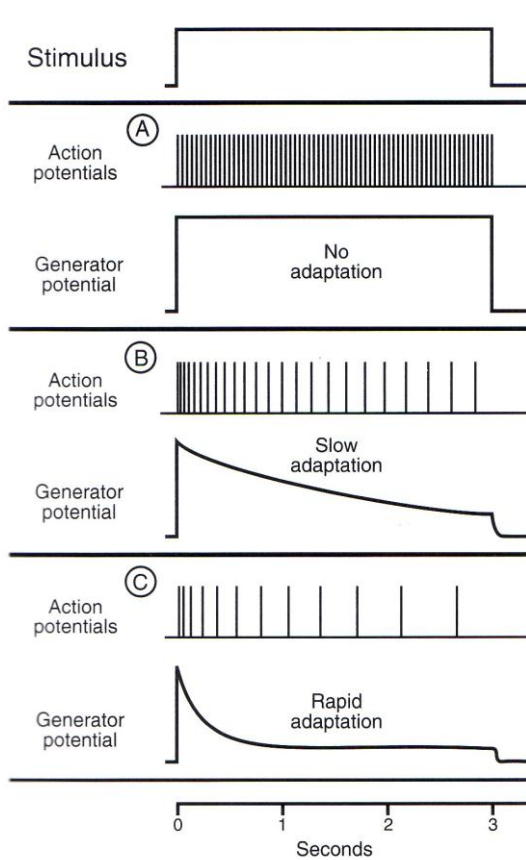 Stimulus
A
Action
potentials
Generator
potential
No
adaptation
B
Action
potentials
Generator
potential
Slow
adaptation
C
Action
potentials
Generator
potential
Rapid
adaptation
0 1 2 3
Seconds